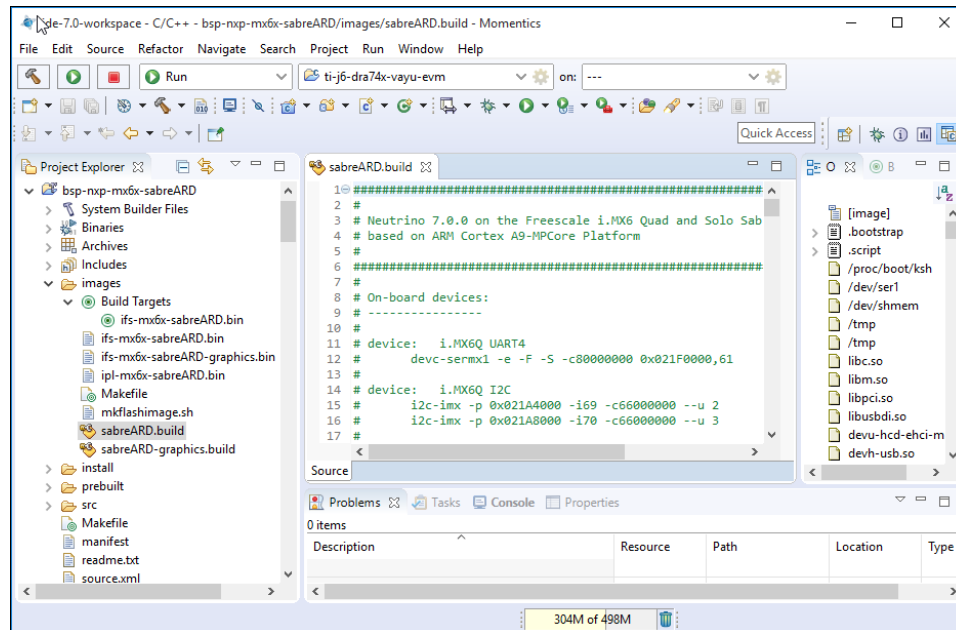 ide-7.0-workspace - C/C++ - bsp-nxp-mx6x-sabreARD/images/sabreARD.build - Momentics
File Edit Source Refactor Navigate Search Project Run Window Help
Run ti-j6-dra74x-vayu-evm on: ---
Quick Access
Project Explorer
bsp-nxp-mx6x-sabreARD
System Builder Files
Binaries
Archives
Includes
images
Build Targets
ifs-mx6x-sabreARD.bin
ifs-mx6x-sabreARD.bin
ifs-mx6x-sabreARD-graphics.bin
ipl-mx6x-sabreARD.bin
Makefile
mkflashimage.sh
sabreARD.build
sabreARD-graphics.build
install
prebuilt
src
Makefile
manifest
readme.txt
source.xml
sabreARD.build
1 ################################################################
2 #
3 # Neutrino 7.0.0 on the Freescale i.MX6 Quad and Solo Sab
4 # based on ARM Cortex A9-MPCore Platform
5 #
6 ################################################################
7 #
8 # On-board devices:
9 # ----------------
10 #
11 # device: i.MX6Q UART4
12 # devc-sermx1 -e -F -S -c80000000 0x021F0000,61
13 #
14 # device: i.MX6Q I2C
15 # i2c-imx -p 0x021A4000 -i69 -c66000000 --u 2
16 # i2c-imx -p 0x021A8000 -i70 -c66000000 --u 3
17 #
Source
O B
[image]
.bootstrap
.script
/proc/boot/ksh
/dev/ser1
/dev/shmem
/tmp
/tmp
libc.so
libm.so
libpci.so
libusbdi.so
devu-hcd-ehci-m
devh-usb.so
Problems Tasks Console Properties
0 items
Description Resource Path Location Type
304M of 498M